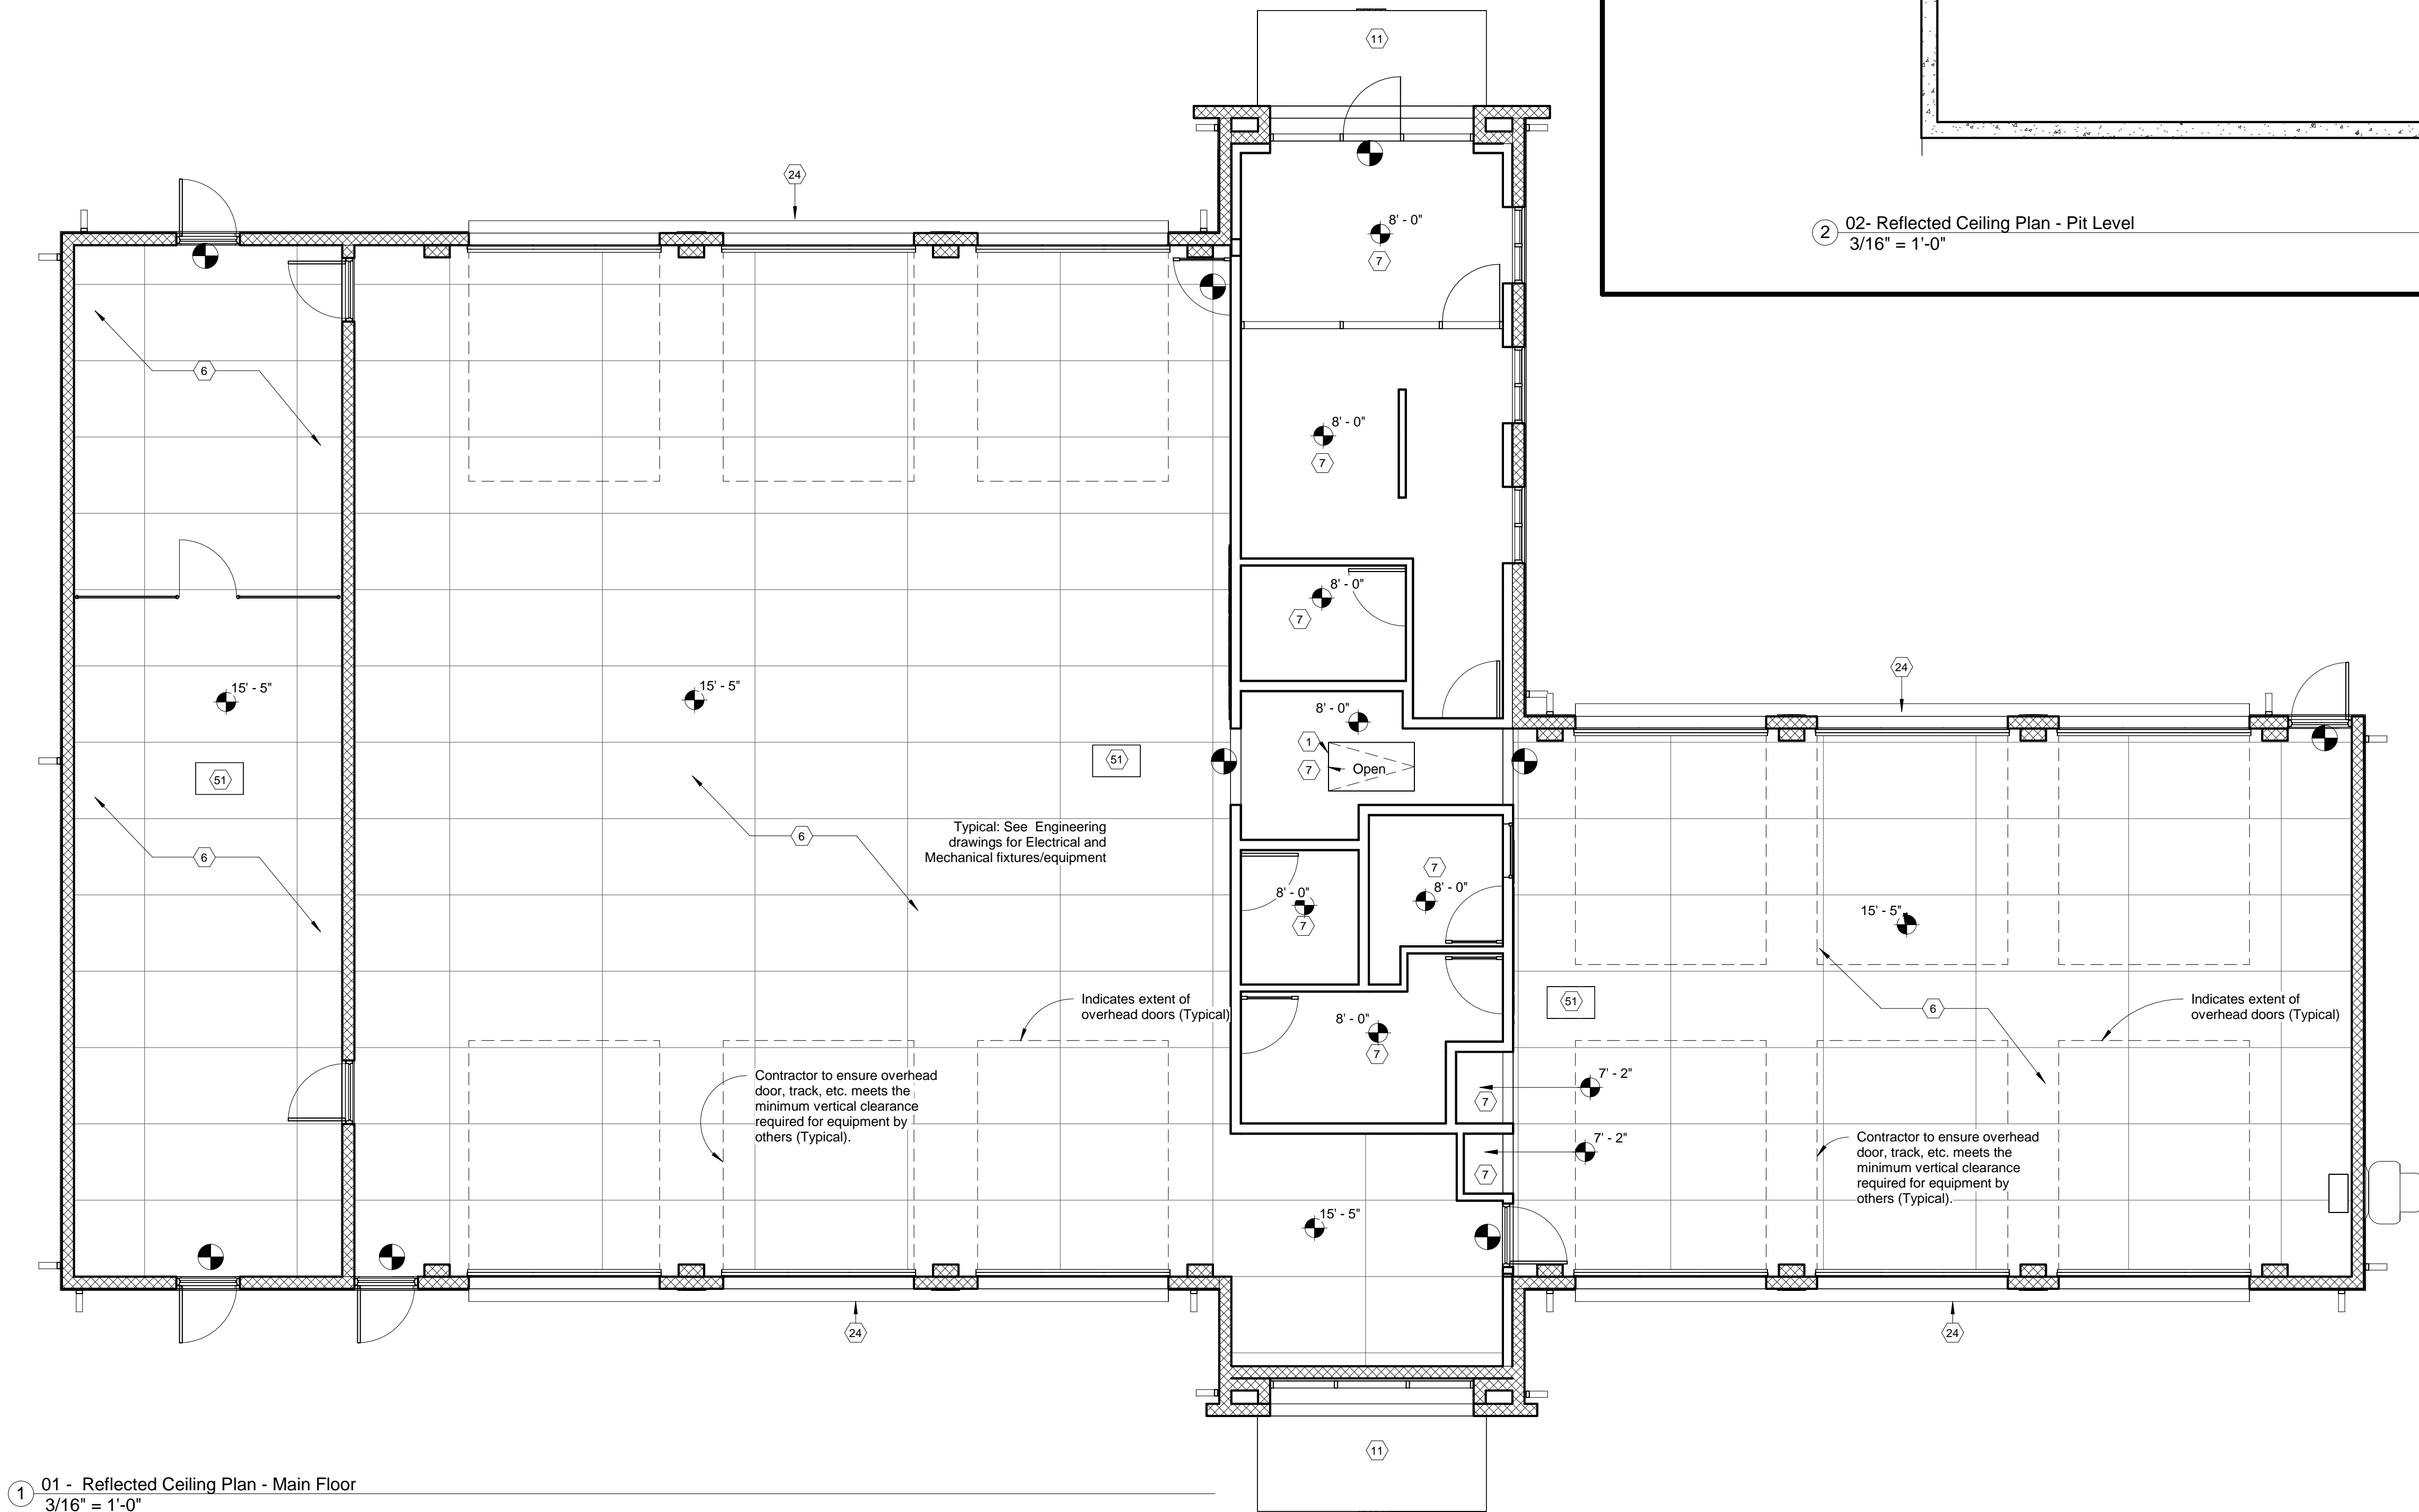 11
24
8' - 0"
7
2
02- Reflected Ceiling Plan - Pit Level
3/16" = 1'-0"
6
8' - 0"
7
8' - 0"
7
24
15' - 5"
15' - 5"
8' - 0"
1
7
Open
51
51
6
Typical: See Engineering
drawings for Electrical and
Mechanical fixtures/equipment
6
7
8' - 0"
8' - 0"
7
15' - 5"
Indicates extent of
overhead doors (Typical)
51
6
Indicates extent of
overhead doors (Typical)
8' - 0"
7
Contractor to ensure overhead
door, track, etc. meets the
minimum vertical clearance
required for equipment by
others (Typical).
7' - 2"
7
7' - 2"
7
Contractor to ensure overhead
door, track, etc. meets the
minimum vertical clearance
required for equipment by
others (Typical).
15' - 5"
24
24
11
1
01 - Reflected Ceiling Plan - Main Floor
3/16" = 1'-0"